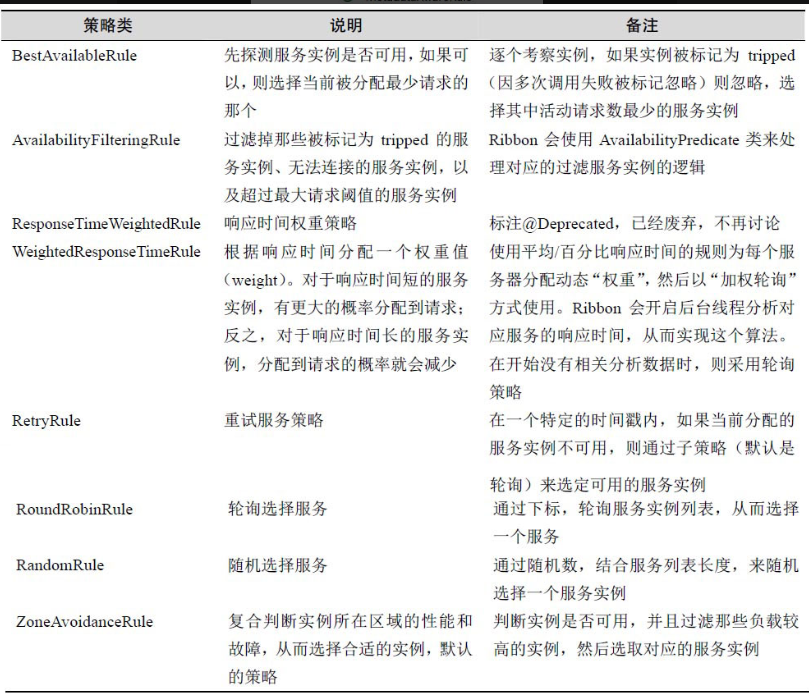 策略类 说明 备注
BestAvailableRule 先探测服务实例是否可用，如果可 逐个考察实例，如果实例被标记为 tripped
以，则选择当前被分配最少请求的 （因多次调用失败被标记忽略）则忽略，选
那个 择其中活动请求数最少的服务实例
AvailabilityFilteringRule 过滤掉那些被标记为 tripped 的服 Ribbon 会使用 AvailabilityPredicate 类来处
务实例、无法连接的服务实例，以 理对应的过滤服务实例的逻辑
及超过最大请求阈值的服务实例
ResponseTimeWeightedRule 响应时间权重策略 标注@Deprecated，已经废弃，不再讨论
WeightedResponseTimeRule 根据响应时间分配一个权重值 使用平均/百分比响应时间的规则为每个服
（weight）。对于响应时间短的服务 务器分配动态“权重”，然后以“加权轮询”
实例，有更大的概率分配到请求； 方式使用。Ribbon 会开启后台线程分析对
反之，对于响应时间长的服务实 应服务的响应时间，从而实现这个算法。
例，分配到请求的概率就会减少 在开始没有相关分析数据时，则采用轮询
策略
RetryRule 重试服务策略 在一个特定的时间戳内，如果当前分配的
服务实例不可用，则通过子策略（默认是
轮询）来选定可用的服务实例
RoundRobinRule 轮询选择服务 通过下标，轮询服务实例列表，从而选择
一个服务
RandomRule 随机选择服务 通过随机数，结合服务列表长度，来随机
选择一个服务实例
ZoneAvoidanceRule 复合判断实例所在区域的性能和 判断实例是否可用，并且过滤那些负载较
故障，从而选择合适的实例，默认 高的实例，然后选取对应的服务实例
的策略